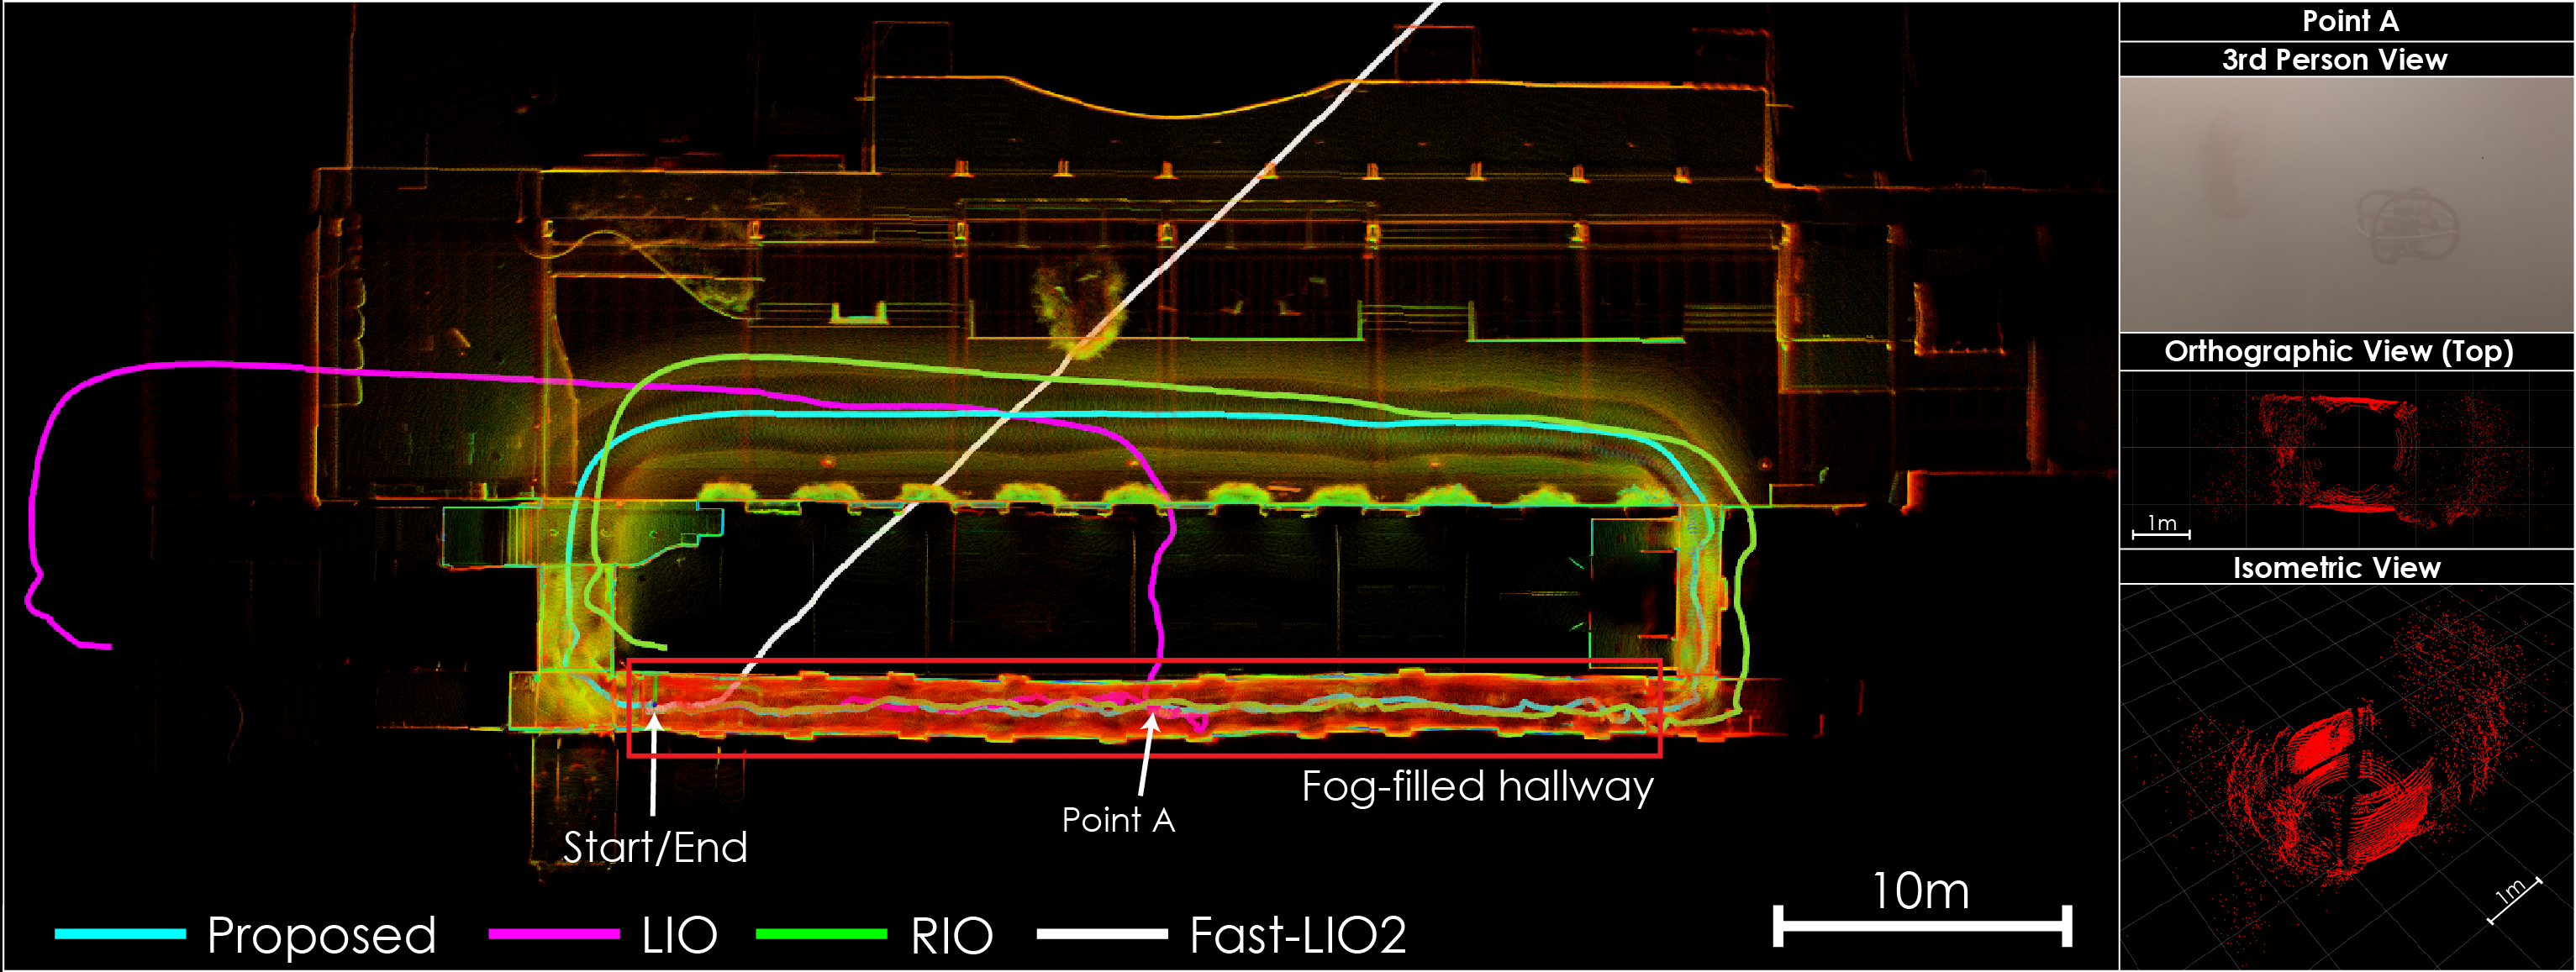 Point A
3rd Person View
Orthographic View (Top)
1m
Isometric View
1m
Fog-filled hallway
Point A
Start/End
10m
Proposed LIO RIO Fast-LIO2